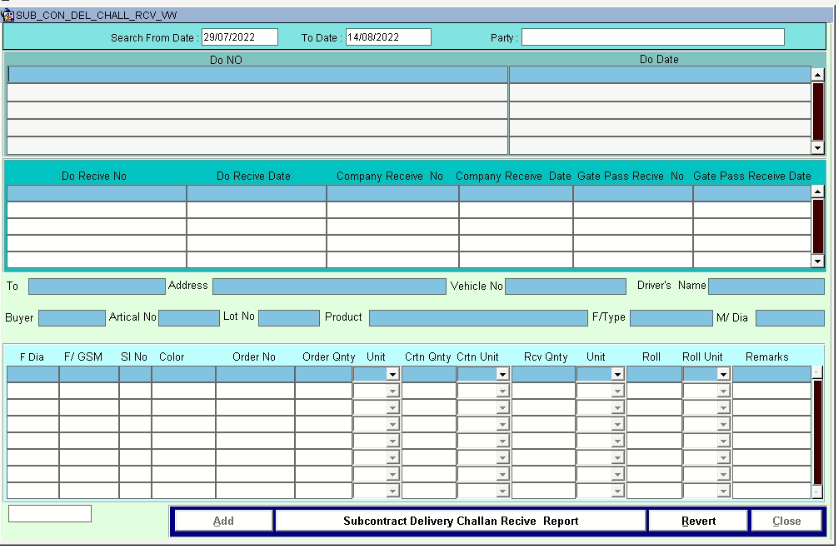 SUB_CON_DEL_CHALL_RCV_VW
Search From Date : 29/07/2022 To Date : 14/08/2022 Party :
Do NO Do Date
Do Recive No Do Recive Date Company Receive No Company Receive Date Gate Pass Recive No Gate Pass Receive Date
To Address Vehicle No Driver's Name
Buyer Artical No Lot No Product F/Type M/ Dia
F Dia F/ GSM Sl No Color Order No Order Qnty Unit Crtn Qnty Crtn Unit Rcv Qnty Unit Roll Roll Unit Remarks
Add Subcontract Delivery Challan Recive Report Revert Close